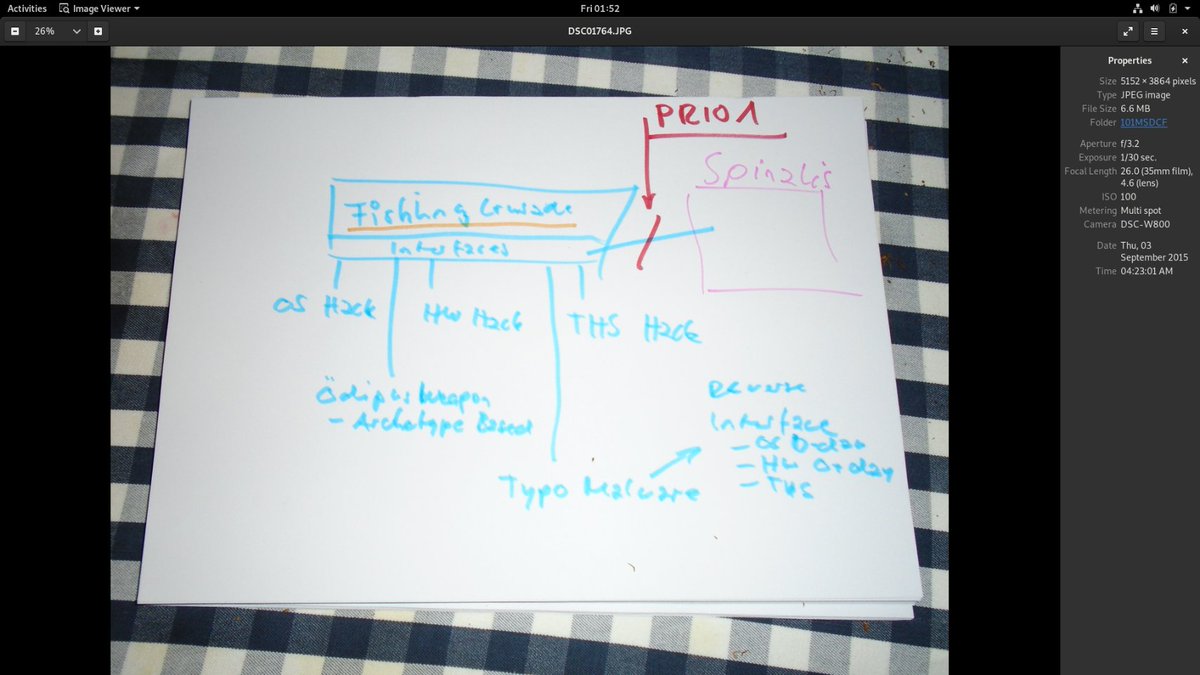 Activities
Image Viewer
Fri 01:52
26%
DSC01764.JPG
Properties
Size 5152 × 3864 pixels
Type JPEG image
File Size 6.6 MB
Folder 101MSDCF
Aperture f/3.2
Exposure 1/30 sec.
Focal Length 26.0 (35mm film),
4.6 (lens)
ISO 100
Metering Multi spot
Camera DSC-W800
Date Thu, 03
September 2015
Time 04:23:01 AM
PRIO 1
Spinalis
Fishing Crusade
Interfaces
OS Hack
HW Hack
THS Hack
Ödipus Weapon
- Archetype Based
Reverse
Interface
- OS 0-day
- HW 0-day
- THS
Typo Malware